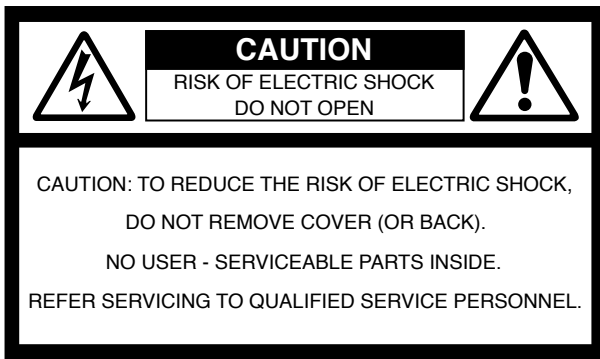 CAUTION
RISK OF ELECTRIC SHOCK
DO NOT OPEN
CAUTION: TO REDUCE THE RISK OF ELECTRIC SHOCK,
DO NOT REMOVE COVER (OR BACK).
NO USER - SERVICEABLE PARTS INSIDE.
REFER SERVICING TO QUALIFIED SERVICE PERSONNEL.